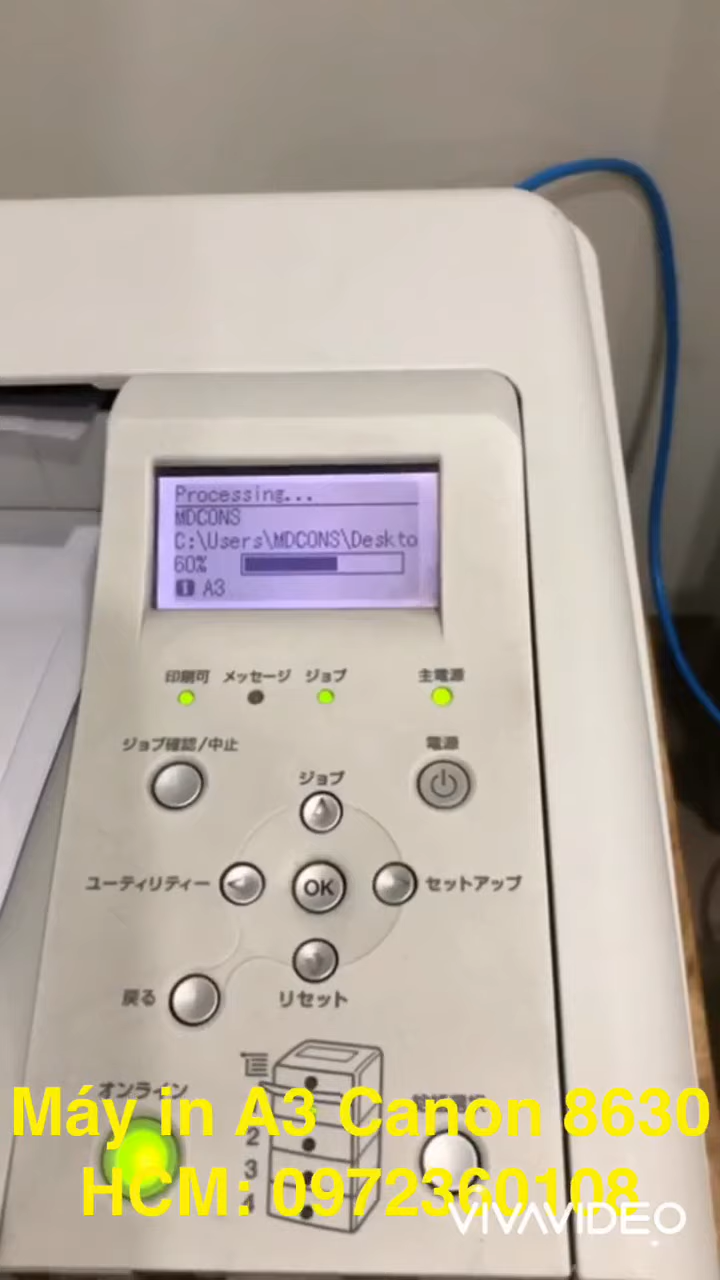 Processing...
MDCONS
C:\Users\MDCONS\Deskto
60%
i A3
印刷可 メッセージ ジョブ 主電源
ジョブ確認/中止 電源
ジョブ
ユーティリティー OK セットアップ
戻る リセット
オンライン
Máy in A3 Canon 8630
2
3
HCM: 0972360108
4
VIVAVIDEO